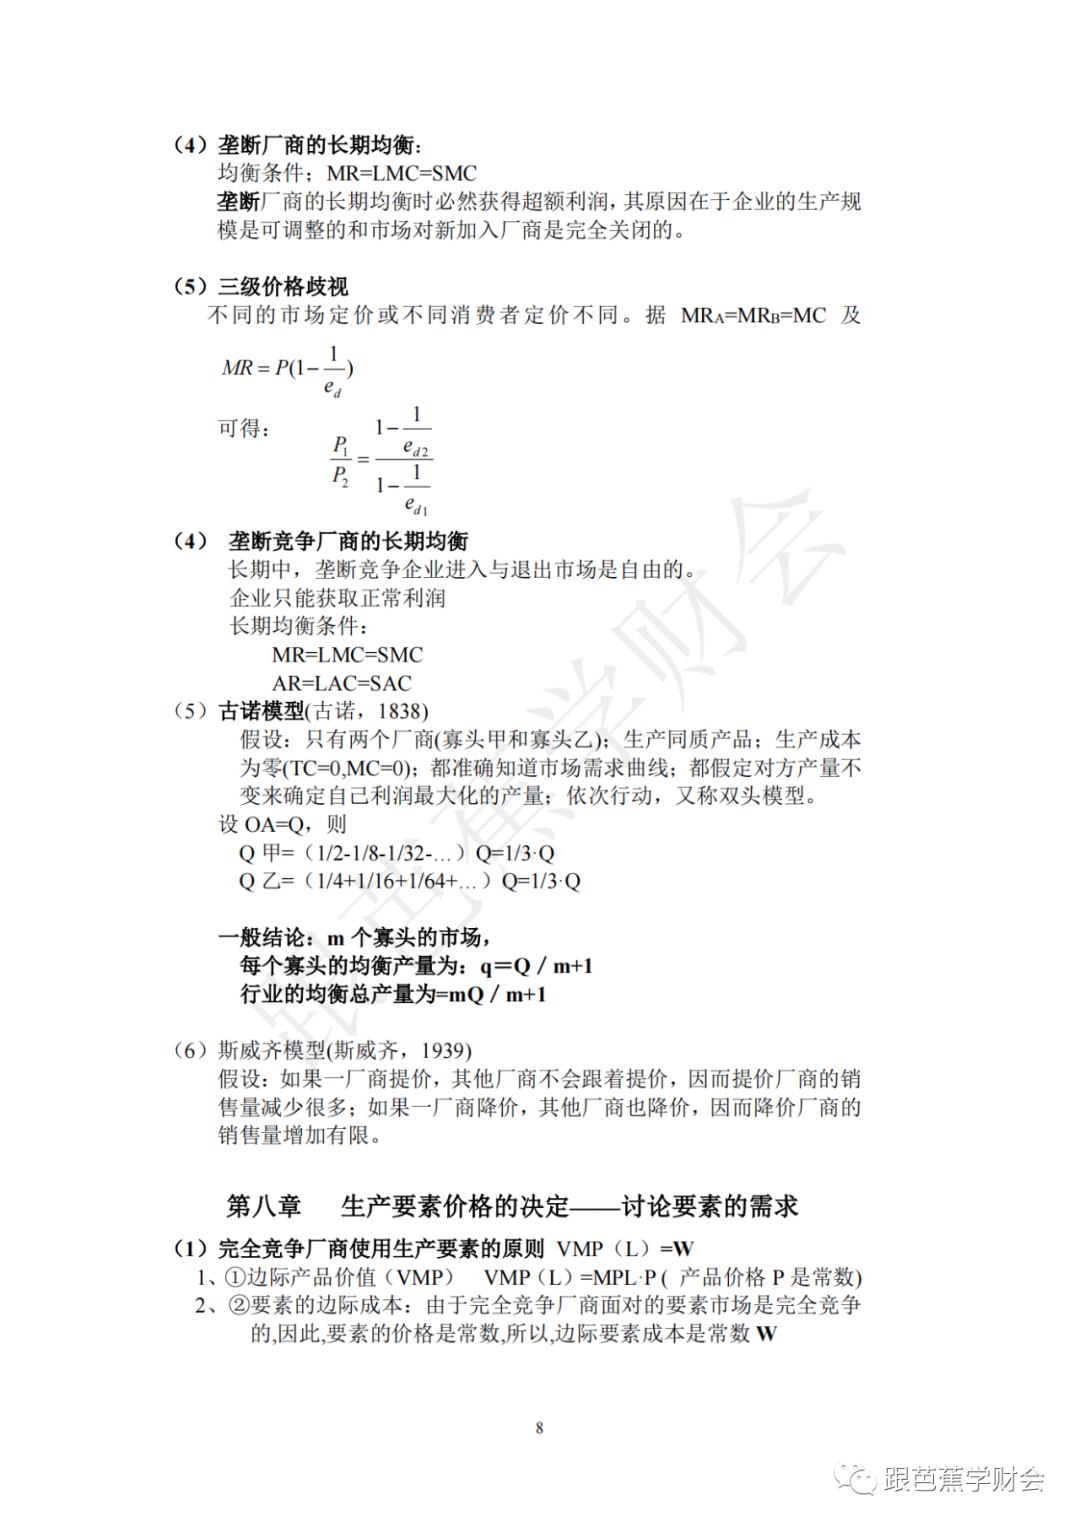 （4）垄断厂商的长期均衡：
均衡条件；MR=LMC=SMC
垄断厂商的长期均衡时必然获得超额利润，其原因在于企业的生产规
模是可调整的和市场对新加入厂商是完全关闭的。
（5）三级价格歧视
不同的市场定价或不同消费者定价不同。据 MRA=MRB=MC 及
MR = P(1−1/e_d)
可得：
P₁/P₂ = (1−1/e_d2)/(1−1/e_d1)
（4） 垄断竞争厂商的长期均衡
长期中，垄断竞争企业进入与退出市场是自由的。
企业只能获取正常利润
长期均衡条件：
MR=LMC=SMC
AR=LAC=SAC
（5）古诺模型(古诺，1838)
假设：只有两个厂商(寡头甲和寡头乙)；生产同质产品；生产成本
为零(TC=0,MC=0)；都准确知道市场需求曲线；都假定对方产量不
变来确定自己利润最大化的产量；依次行动，又称双头模型。
设 OA=Q，则
Q 甲=（1/2-1/8-1/32-…）Q=1/3·Q
Q 乙=（1/4+1/16+1/64+…）Q=1/3·Q
一般结论：m 个寡头的市场，
每个寡头的均衡产量为：q＝Q／m+1
行业的均衡总产量为=mQ／m+1
（6）斯威齐模型(斯威齐，1939)
假设：如果一厂商提价，其他厂商不会跟着提价，因而提价厂商的销
售量减少很多；如果一厂商降价，其他厂商也降价，因而降价厂商的
销售量增加有限。
第八章 生产要素价格的决定——讨论要素的需求
（1）完全竞争厂商使用生产要素的原则 VMP（L）=W
1、①边际产品价值（VMP） VMP（L）=MPL·P ( 产品价格 P 是常数)
2、②要素的边际成本：由于完全竞争厂商面对的要素市场是完全竞争
的,因此,要素的价格是常数,所以,边际要素成本是常数 W
8
跟芭蕉学财会
跟芭蕉学财会